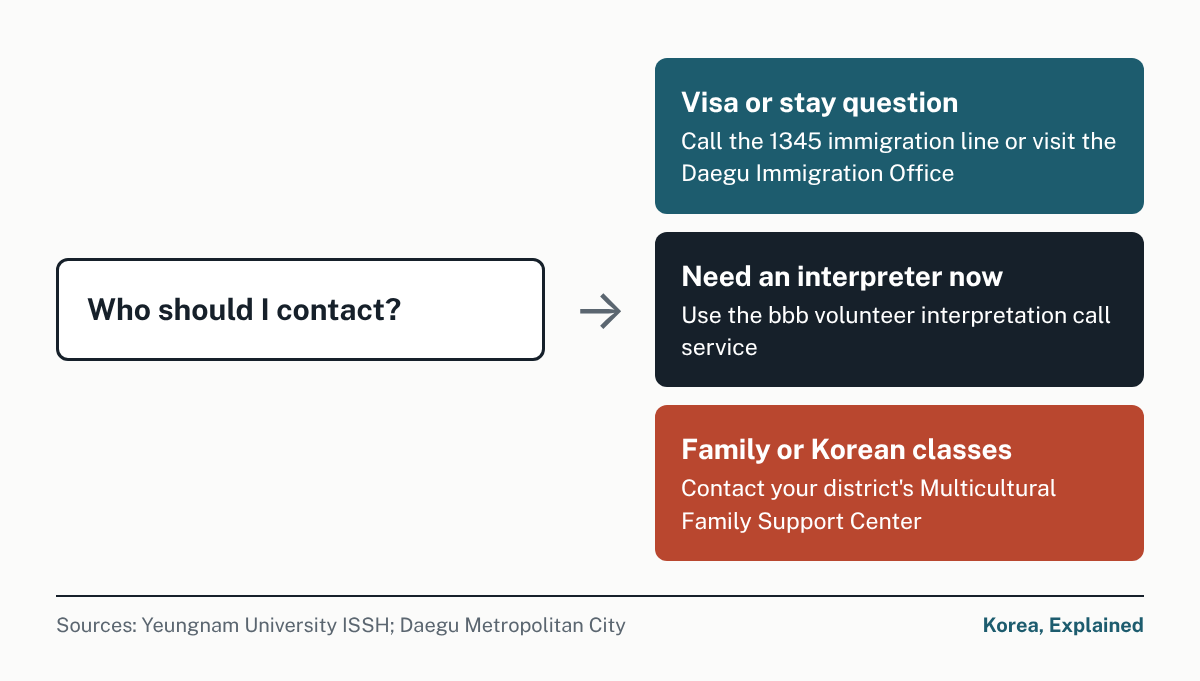 Who should I contact?
Visa or stay question
Call the 1345 immigration line or visit the
Daegu Immigration Office
Need an interpreter now
Use the bbb volunteer interpretation call
service
Family or Korean classes
Contact your district's Multicultural
Family Support Center
Sources: Yeungnam University ISSH; Daegu Metropolitan City
Korea, Explained